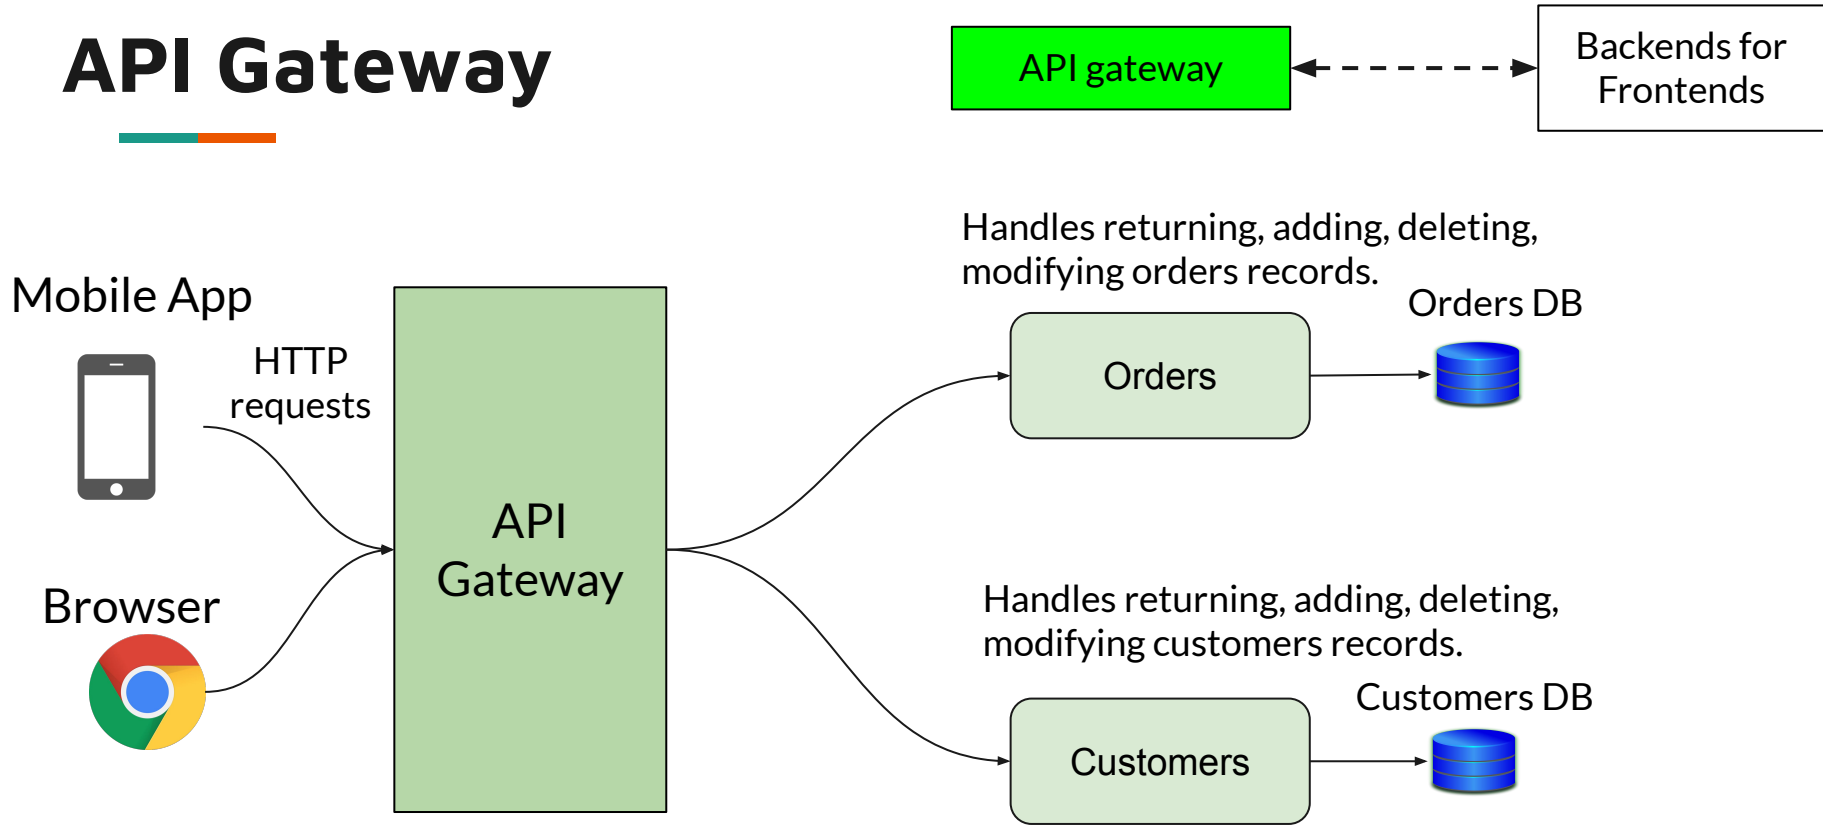 API Gateway
API gateway
Backends for
Frontends
Handles returning, adding, deleting,
modifying orders records.
Mobile App
Orders DB
HTTP
requests
Orders
API
Gateway
Browser
Handles returning, adding, deleting,
modifying customers records.
Customers DB
Customers